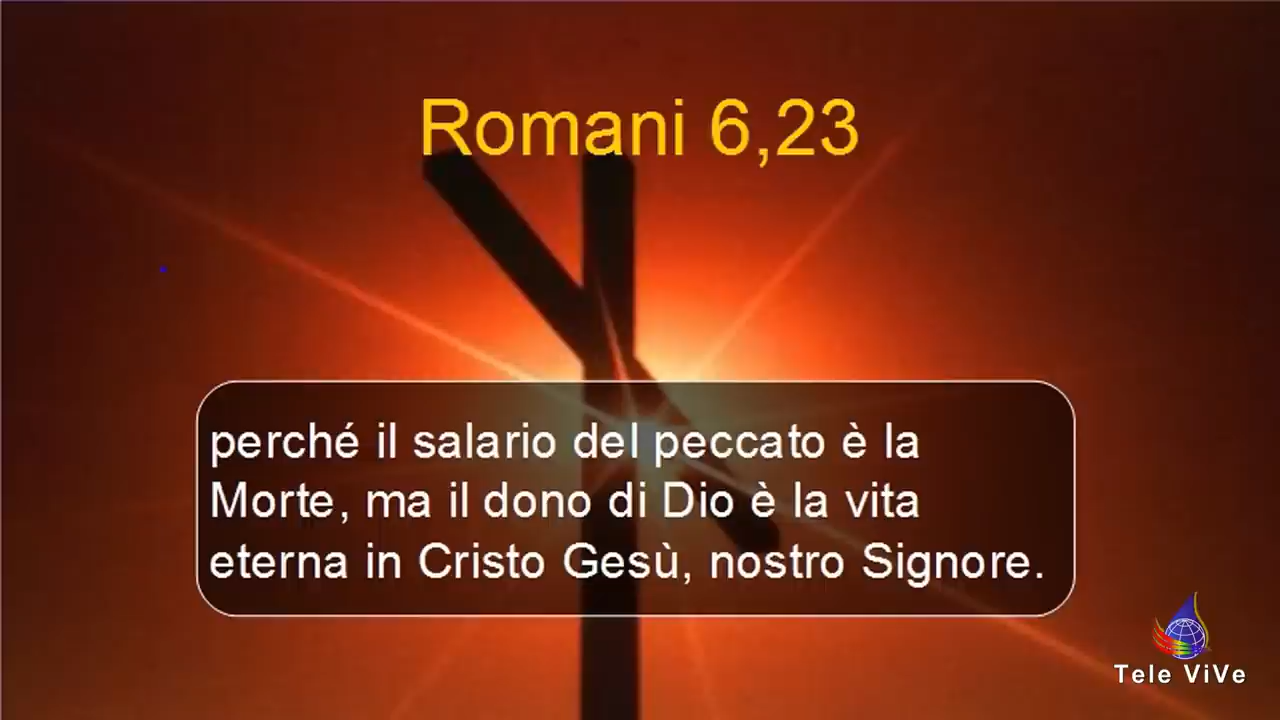 Romani 6,23
perché il salario del peccato è la
Morte, ma il dono di Dio è la vita
eterna in Cristo Gesù, nostro Signore.
Tele ViVe